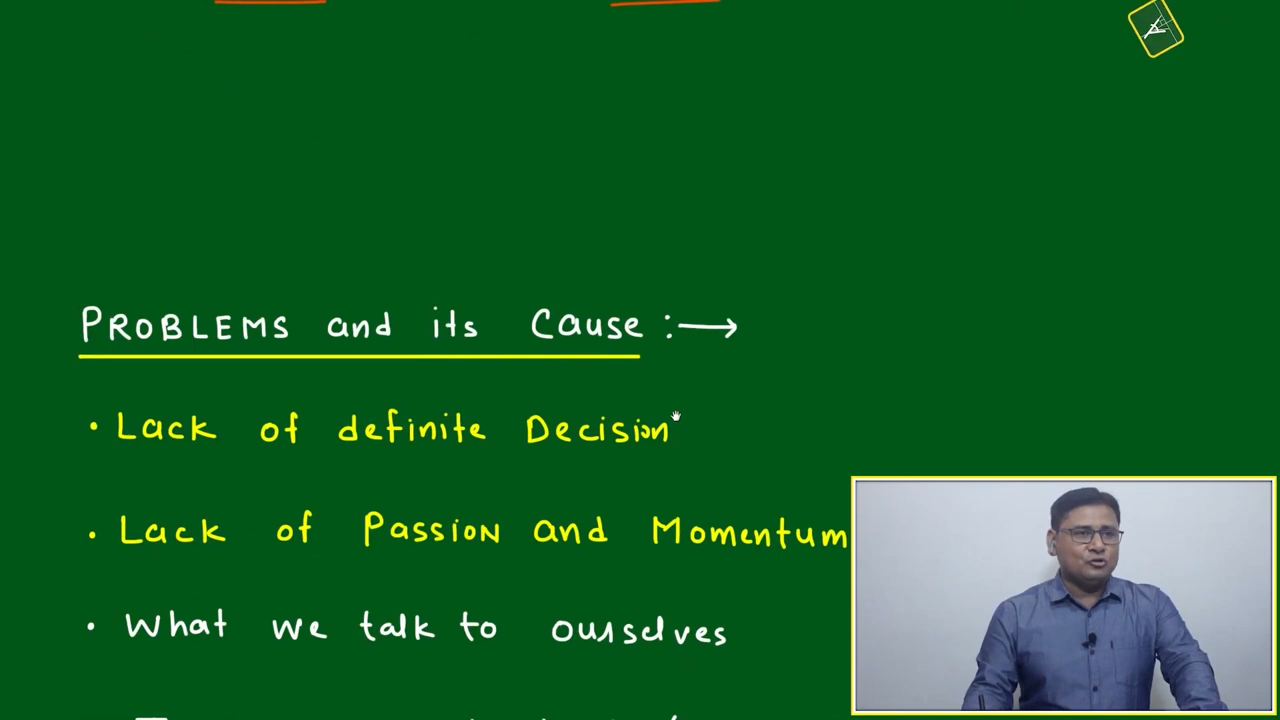 PROBLEMS and its Cause :→
• Lack of definite Decision
• Lack of Passion and Momentum
• What we talk to ourselves